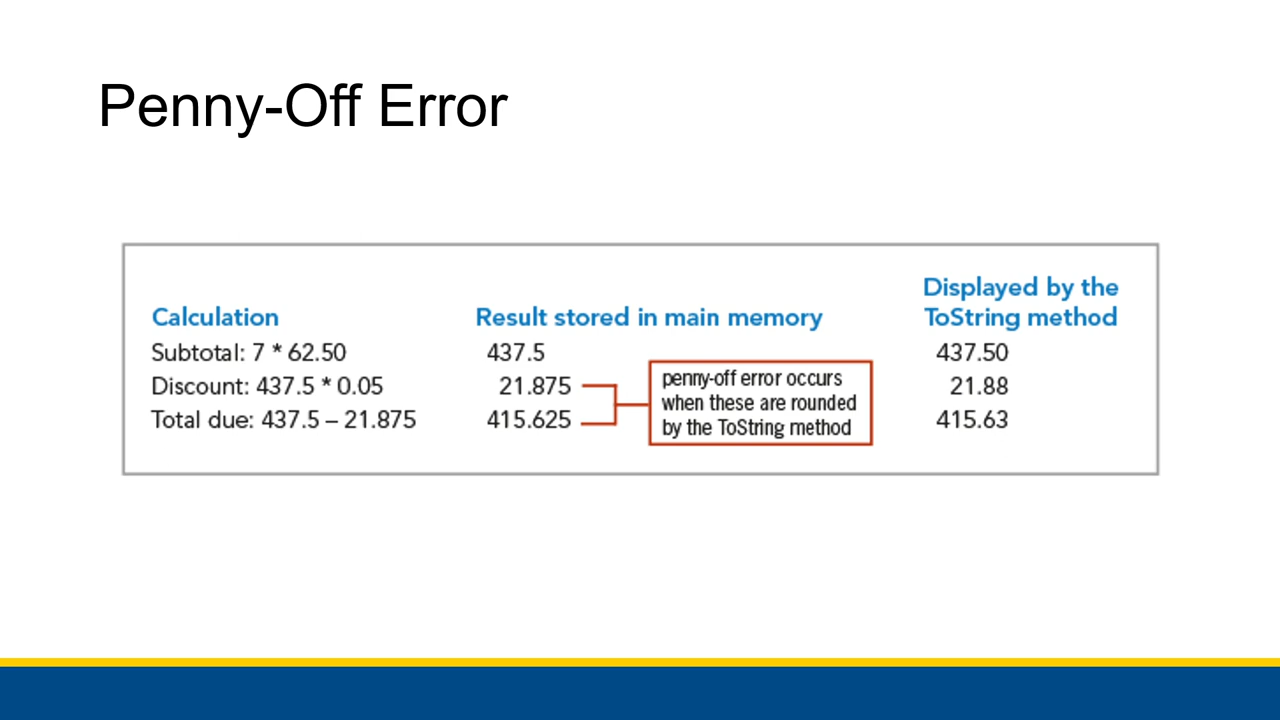 Penny-Off Error
Displayed by the
Calculation Result stored in main memory ToString method
Subtotal: 7 * 62.50 437.5 437.50
Discount: 437.5 * 0.05 21.875 21.88
Total due: 437.5 – 21.875 415.625 415.63
penny-off error occurs
when these are rounded
by the ToString method